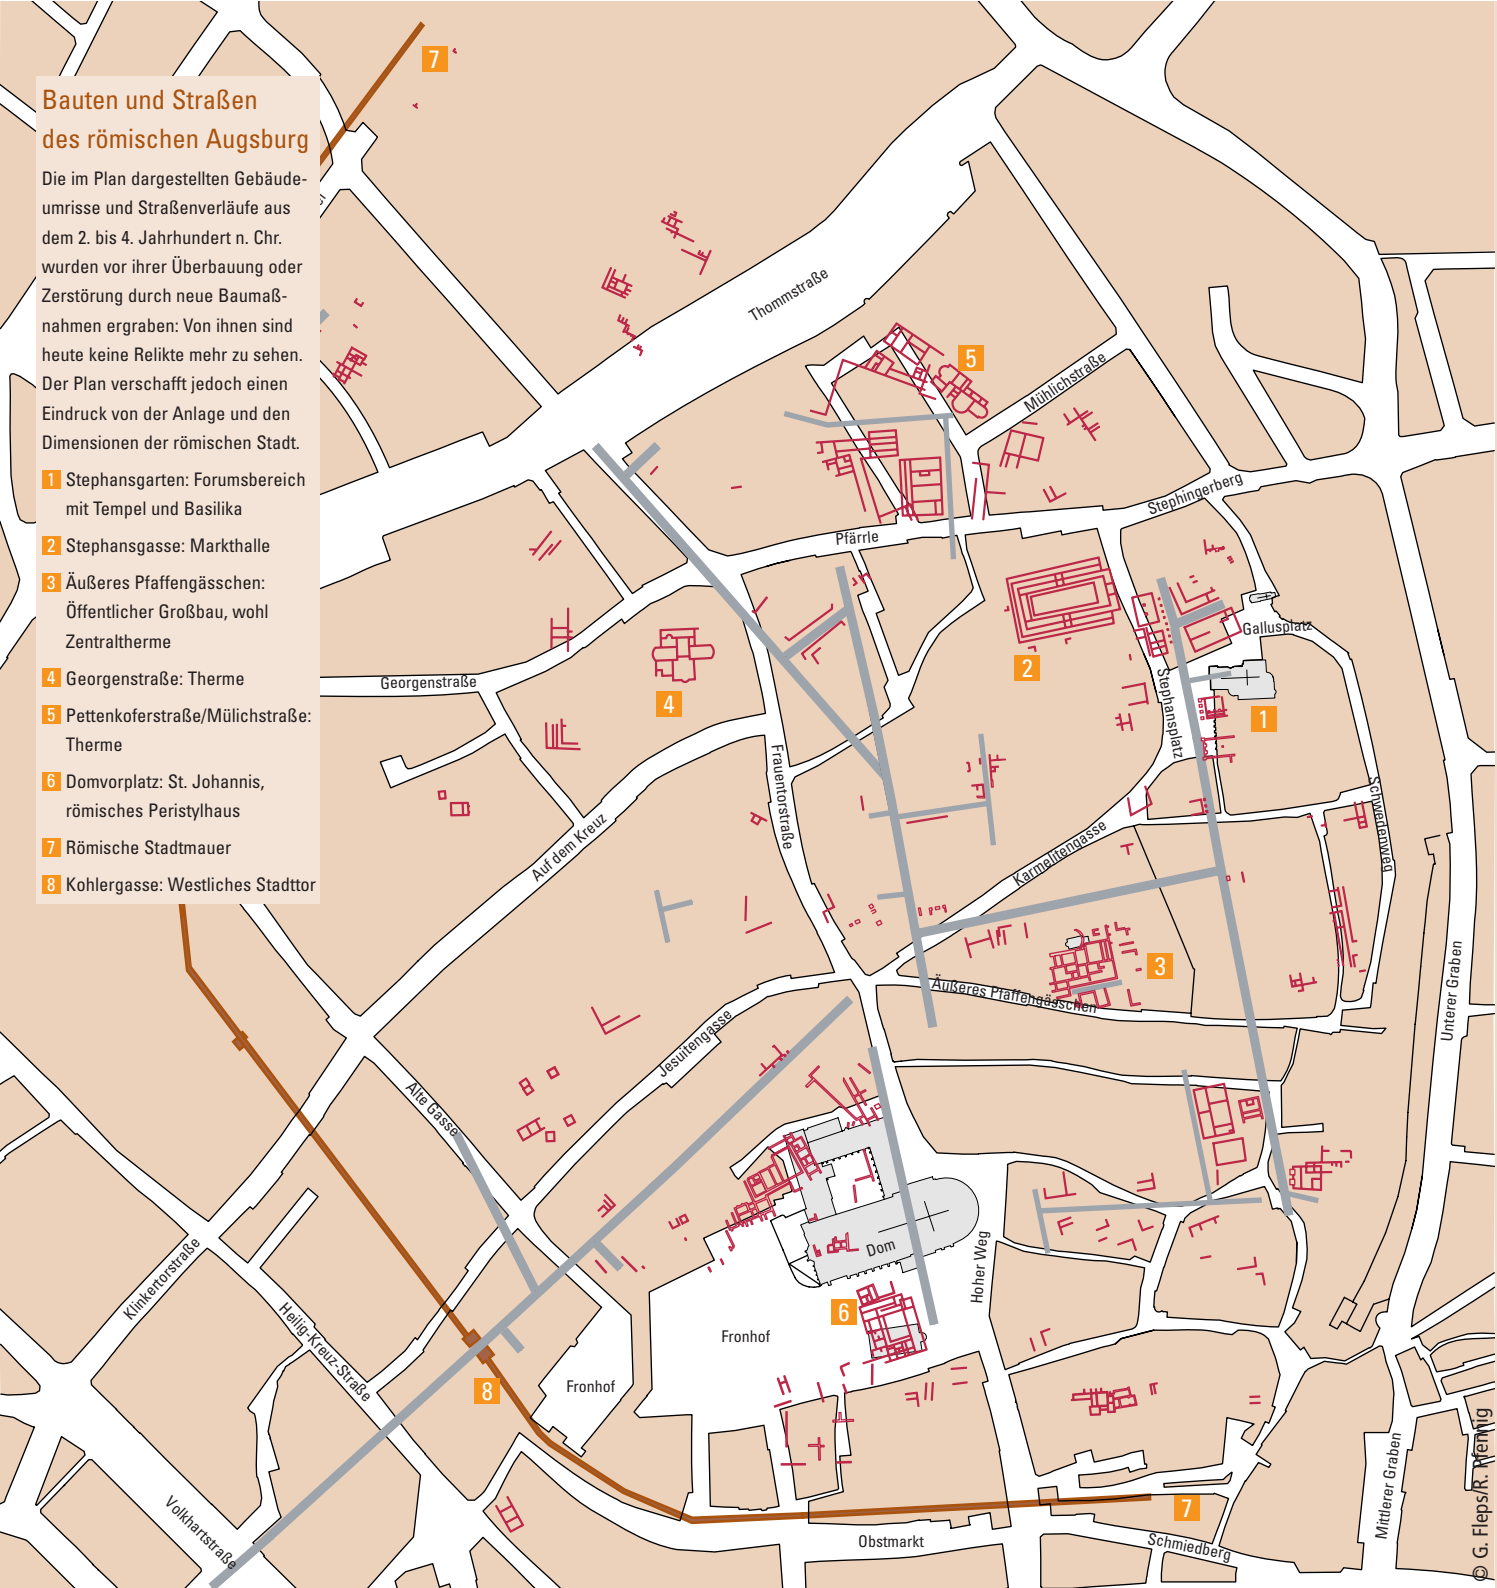 Bauten und Straßen
des römischen Augsburg
Die im Plan dargestellten Gebäude-
umrisse und Straßenverläufe aus
dem 2. bis 4. Jahrhundert n. Chr.
wurden vor ihrer Überbauung oder
Zerstörung durch neue Baumaß-
nahmen ergraben: Von ihnen sind
heute keine Relikte mehr zu sehen.
Der Plan verschafft jedoch einen
Eindruck von der Anlage und den
Dimensionen der römischen Stadt.
1 Stephansgarten: Forumsbereich
mit Tempel und Basilika
2 Stephansgasse: Markthalle
3 Äußeres Pfaffengässchen:
Öffentlicher Großbau, wohl
Zentraltherme
4 Georgenstraße: Therme
5 Pettenkoferstraße/Mülichstraße:
Therme
6 Domvorplatz: St. Johannis,
römisches Peristylhaus
7 Römische Stadtmauer
8 Kohlergasse: Westliches Stadttor
7
Thommstraße
5
Mühlichstraße
Stephingerberg
Pfärrle
Gallusplatz
2
Georgenstraße
4
Stephansplatz
1
Frauentorstraße
Schwedenweg
Auf dem Kreuz
Karmelitengasse
3
Äußeres Pfaffengässchen
Unterer Graben
Jesuitengasse
Alte Gasse
Dom
Hoher Weg
Klinkertorstraße
6
Fronhof
Heilig-Kreuz-Straße
8
Fronhof
Volkhartstraße
7
Obstmarkt
Schmiedberg
Mittlerer Graben
© G. Fleps/R. Pfennig